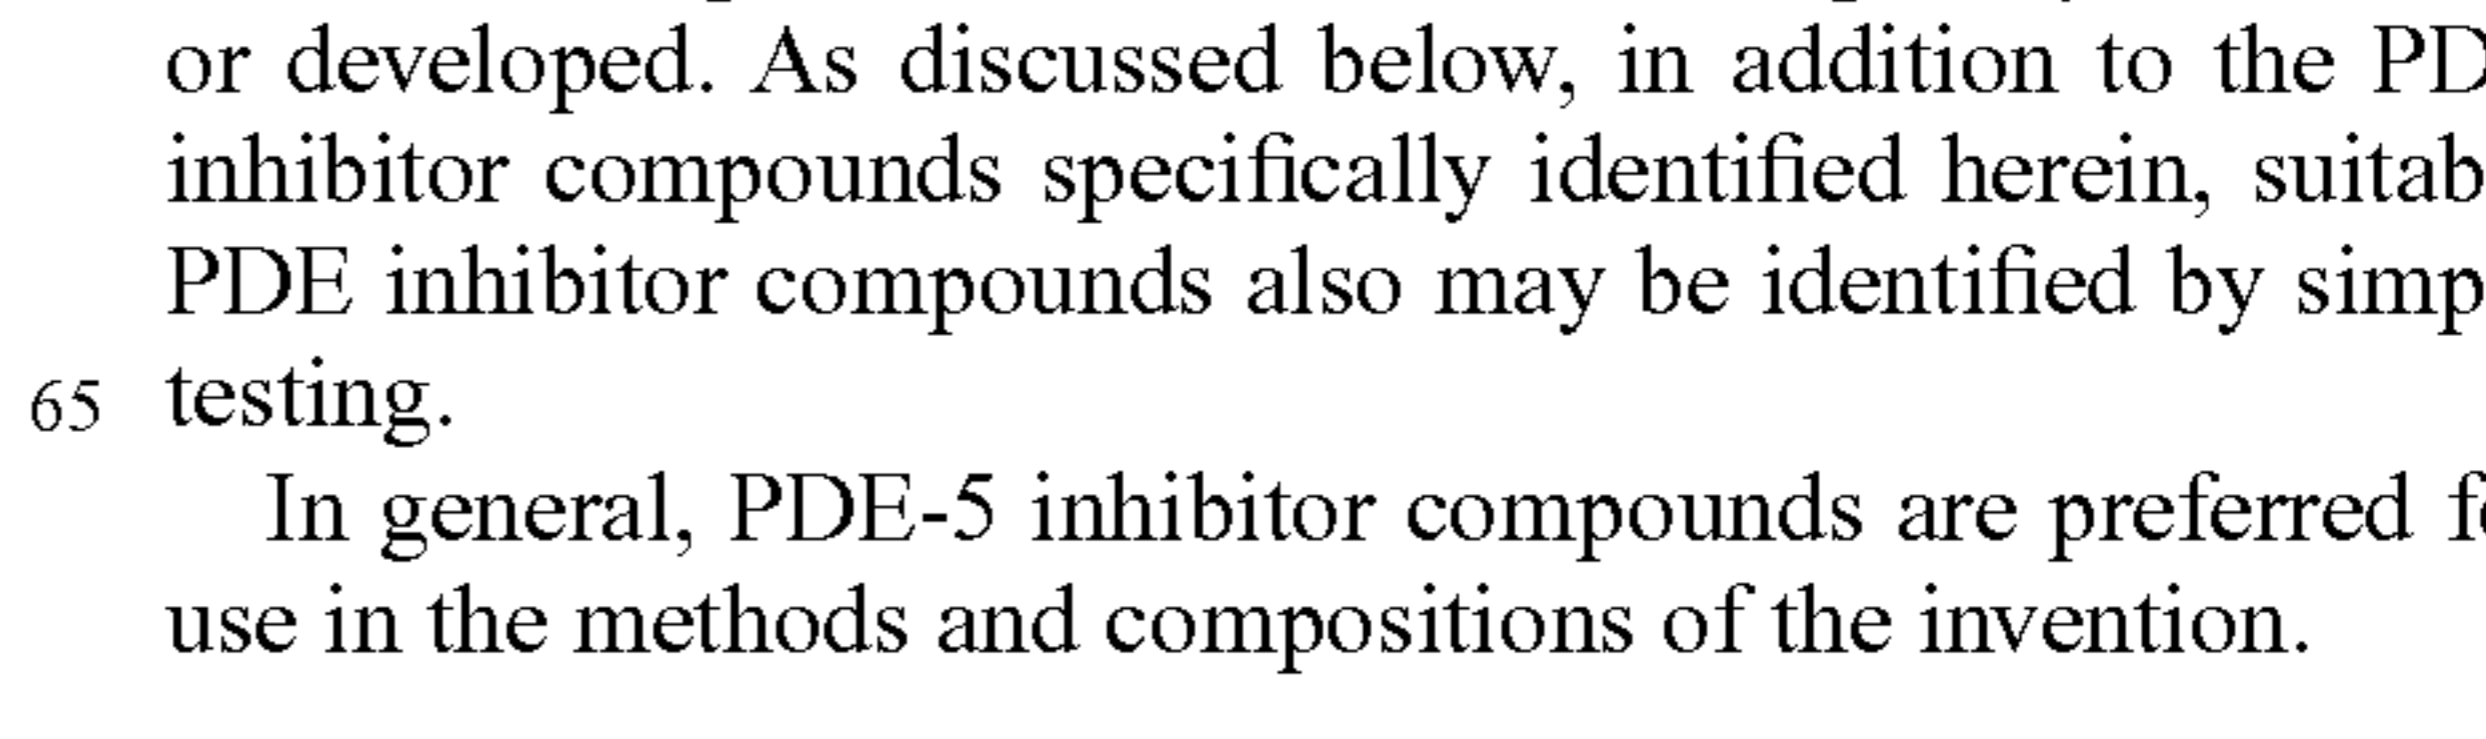 or developed. As discussed below, in addition to the PD
inhibitor compounds specifically identified herein, suitab
PDE inhibitor compounds also may be identified by simp
65 testing.
In general, PDE-5 inhibitor compounds are preferred f
use in the methods and compositions of the invention.